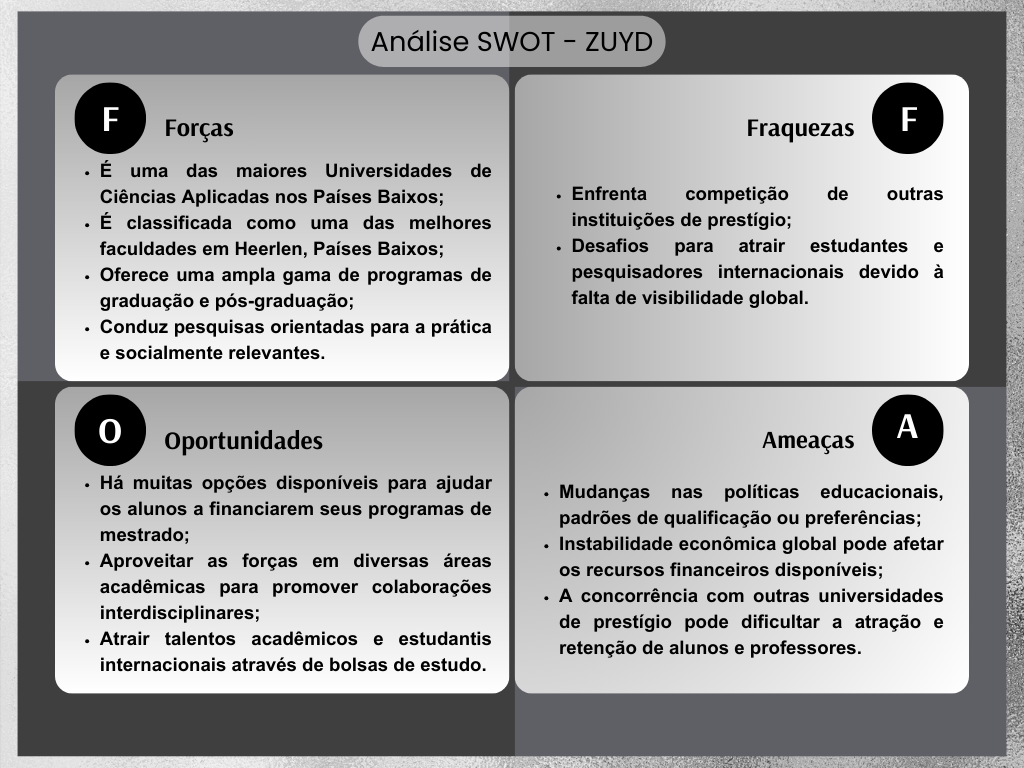 Análise SWOT - ZUYD
F
Forças
• É uma das maiores Universidades de
Ciências Aplicadas nos Países Baixos;
• É classificada como uma das melhores
faculdades em Heerlen, Países Baixos;
• Oferece uma ampla gama de programas de
graduação e pós-graduação;
• Conduz pesquisas orientadas para a prática
e socialmente relevantes.
Fraquezas
F
• Enfrenta competição de outras
instituições de prestígio;
• Desafios para atrair estudantes e
pesquisadores internacionais devido à
falta de visibilidade global.
O
Oportunidades
• Há muitas opções disponíveis para ajudar
os alunos a financiarem seus programas de
mestrado;
• Aproveitar as forças em diversas áreas
acadêmicas para promover colaborações
interdisciplinares;
• Atrair talentos acadêmicos e estudantis
internacionais através de bolsas de estudo.
Ameaças
A
• Mudanças nas políticas educacionais,
padrões de qualificação ou preferências;
• Instabilidade econômica global pode afetar
os recursos financeiros disponíveis;
• A concorrência com outras universidades
de prestígio pode dificultar a atração e
retenção de alunos e professores.